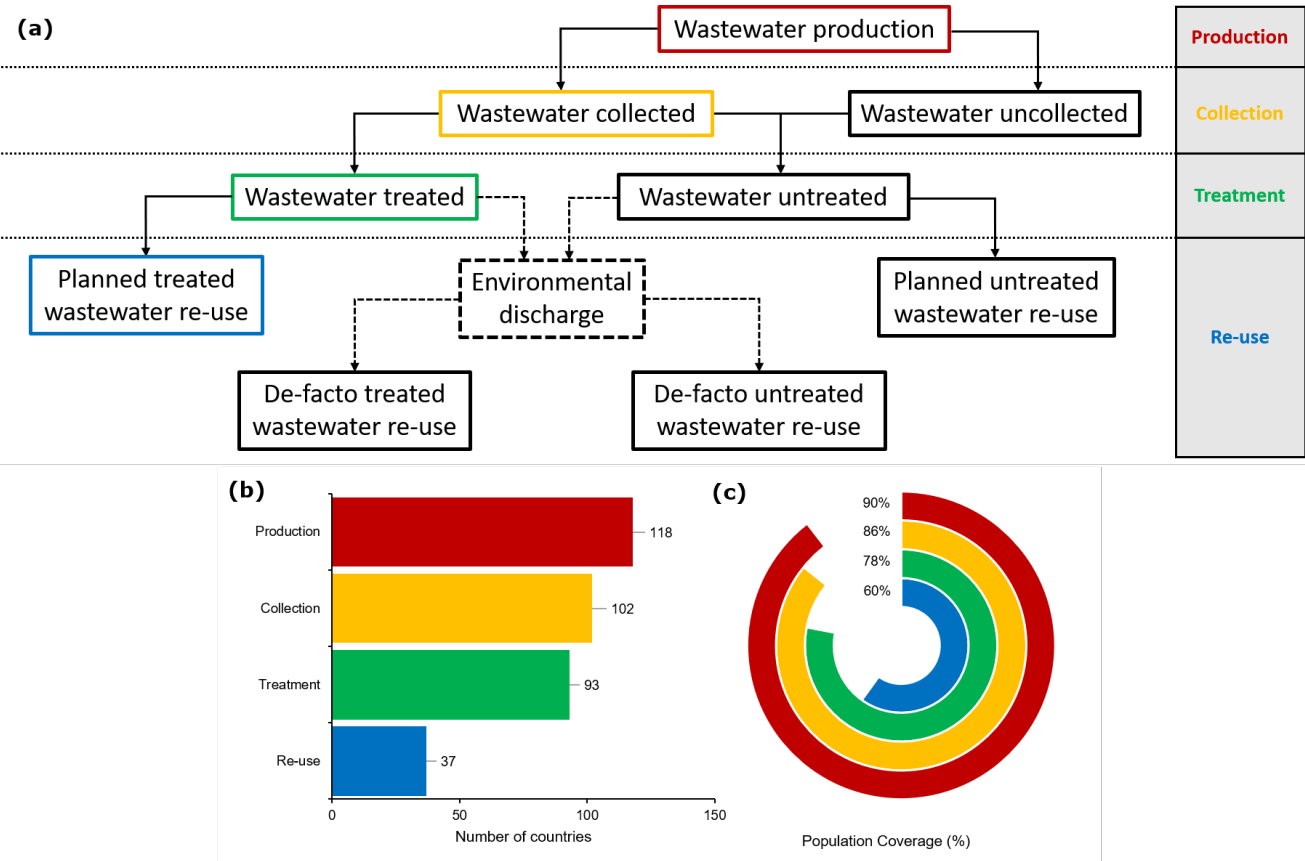 (a)
Wastewater production
Production
Wastewater collected
Wastewater uncollected
Collection
Wastewater treated
Wastewater untreated
Treatment
Planned treated
wastewater re-use
Environmental
discharge
Planned untreated
wastewater re-use
Re-use
De-facto treated
wastewater re-use
De-facto untreated
wastewater re-use
(b)
Production
118
Collection
102
Treatment
93
Re-use
37
0
50
100
150
Number of countries
(c)
90%
86%
78%
60%
Population Coverage (%)